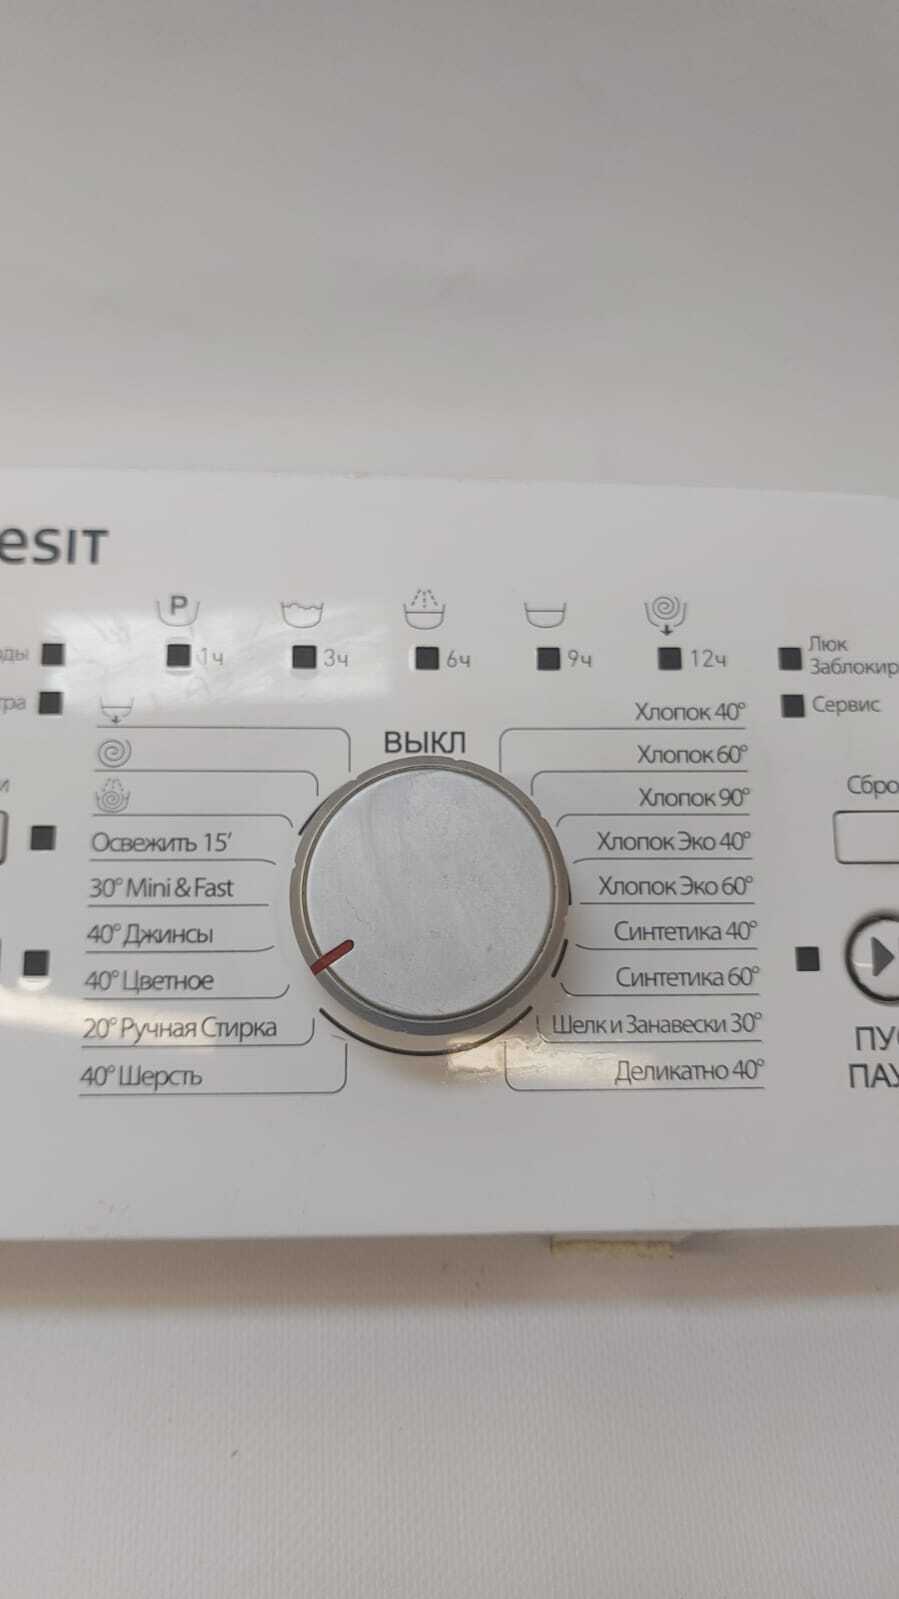 esit
P
1ч 3ч 6ч 9ч 12ч
Люк
Заблокир
Сервис
ВЫКЛ
Освежить 15'
30° Mini & Fast
40° Джинсы
40° Цветное
20° Ручная Стирка
40° Шерсть
Хлопок 40°
Хлопок 60°
Хлопок 90°
Хлопок Эко 40°
Хлопок Эко 60°
Синтетика 40°
Синтетика 60°
Шелк и Занавески 30°
Деликатно 40°
Сбро
ПУС
ПАУ